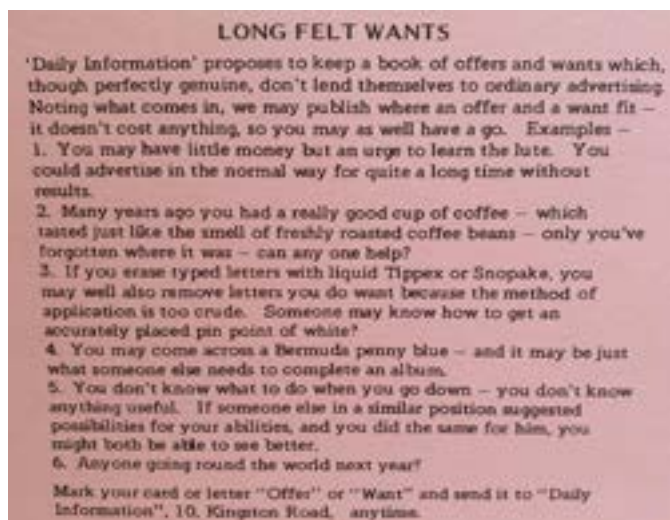 LONG FELT WANTS
'Daily Information' proposes to keep a book of offers and wants which,
though perfectly genuine, don't lend themselves to ordinary advertising
Noting what comes in, we may publish where an offer and a want fit —
it doesn't cost anything, so you may as well have a go. Examples —
1. You may have little money but an urge to learn the lute. You
could advertise in the normal way for quite a long time without
results.
2. Many years ago you had a really good cup of coffee — which
tasted just like the smell of freshly roasted coffee beans — only you've
forgotten where it was — can any one help?
3. If you erase typed letters with liquid Tippex or Snopake, you
may well also remove letters you do want because the method of
application is too crude. Someone may know how to get an
accurately placed pin point of white?
4. You may come across a Bermuda penny blue — and it may be just
what someone else needs to complete an album.
5. You don't know what to do when you go down — you don't know
anything useful. If someone else in a similar position suggested
possibilities for your abilities, and you did the same for him, you
might both be able to see better.
6. Anyone going round the world next year?
Mark your card or letter "Offer" or "Want" and send it to "Daily
Information", 10, Kingston Road, anytime.